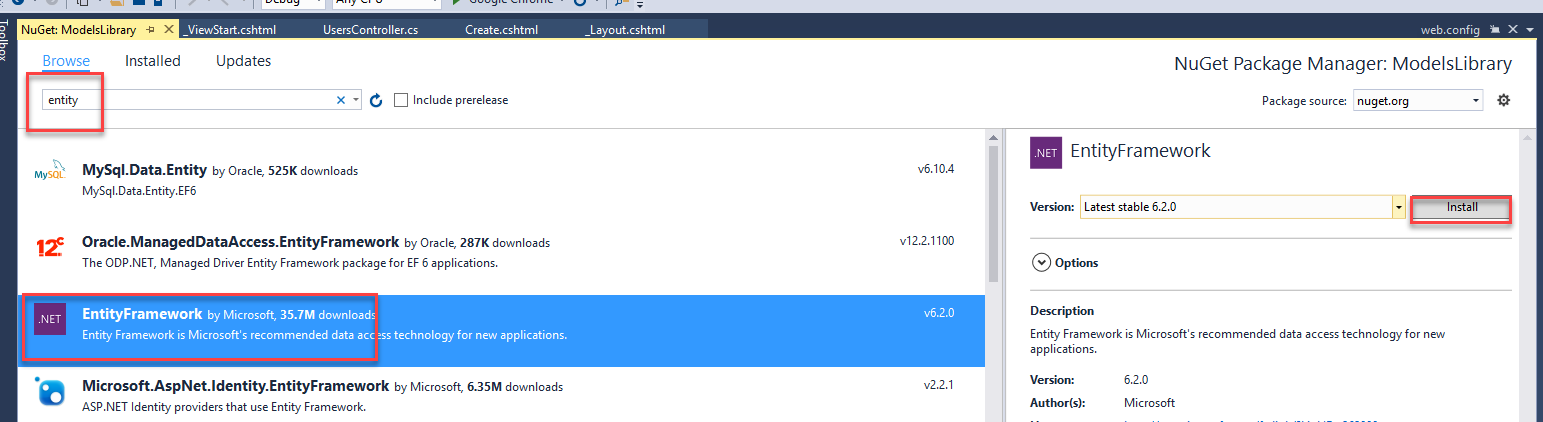 Debug Any CPU Google Chrome
NuGet: ModelsLibrary _ViewStart.cshtml UsersController.cs Create.cshtml _Layout.cshtml web.config
Toolbox
Browse Installed Updates
NuGet Package Manager: ModelsLibrary
entity
Include prerelease
Package source: nuget.org
MySQL
MySql.Data.Entity by Oracle, 525K downloads v6.10.4
MySql.Data.Entity.EF6
12c
Oracle.ManagedDataAccess.EntityFramework by Oracle, 287K downloads v12.2.1100
The ODP.NET, Managed Driver Entity Framework package for EF 6 applications.
.NET
EntityFramework by Microsoft, 35.7M downloads v6.2.0
Entity Framework is Microsoft's recommended data access technology for new applications.
Microsoft.AspNet.Identity.EntityFramework by Microsoft, 6.35M downloads v2.2.1
ASP.NET Identity providers that use Entity Framework.
.NET EntityFramework
Version: Latest stable 6.2.0 Install
Options
Description
Entity Framework is Microsoft's recommended data access technology for new
applications.
Version: 6.2.0
Author(s): Microsoft